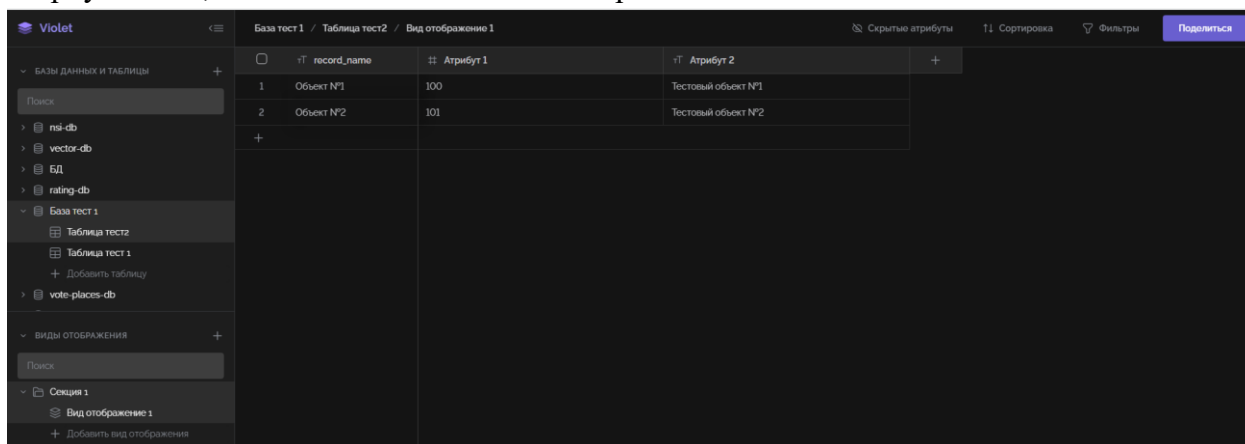 Violet
База тест 1 / Таблица тест2 / Вид отображение 1
Скрытые атрибуты
Сортировка
Фильтры
Поделиться
БАЗЫ ДАННЫХ И ТАБЛИЦЫ
Поиск
nsi-db
vector-db
БД
rating-db
База тест 1
Таблица тест2
Таблица тест 1
+ Добавить таблицу
vote-places-db
ВИДЫ ОТОБРАЖЕНИЯ
Поиск
Секция 1
Вид отображение 1
+ Добавить вид отображения
record_name # Атрибут 1 Атрибут 2 +
1 Объект №1 100 Тестовый объект №1
2 Объект №2 101 Тестовый объект №2
+